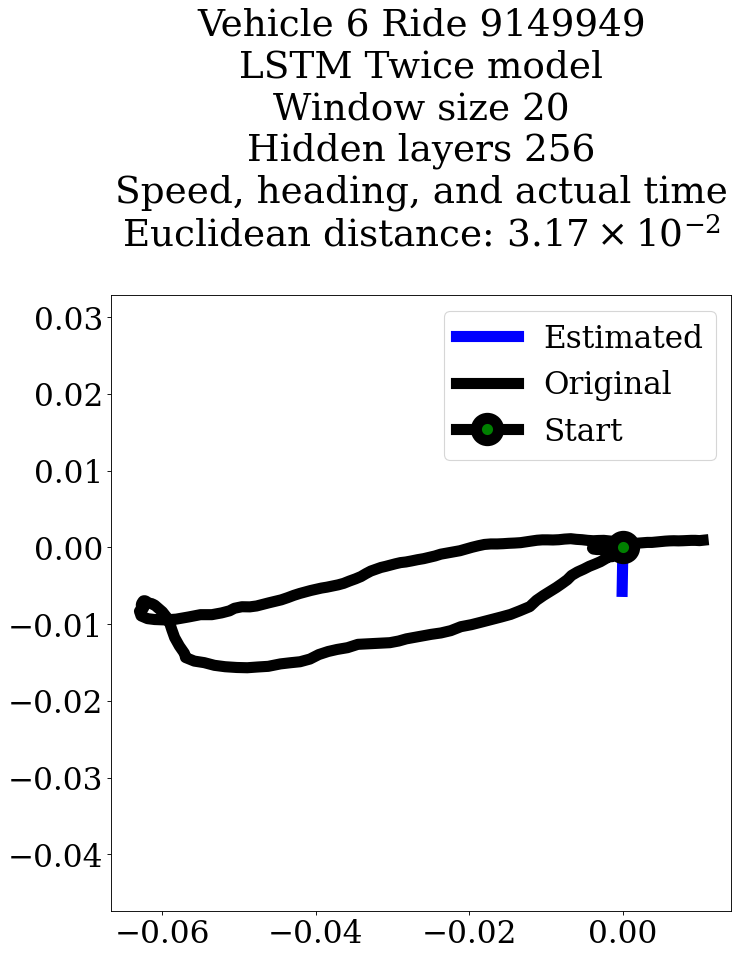 Vehicle 6 Ride 9149949
LSTM Twice model
Window size 20
Hidden layers 256
Speed, heading, and actual time
Euclidean distance: 3.17 × 10⁻²
Estimated
Original
Start
0.03
0.02
0.01
0.00
−0.01
−0.02
−0.03
−0.04
−0.06
−0.04
−0.02
0.00